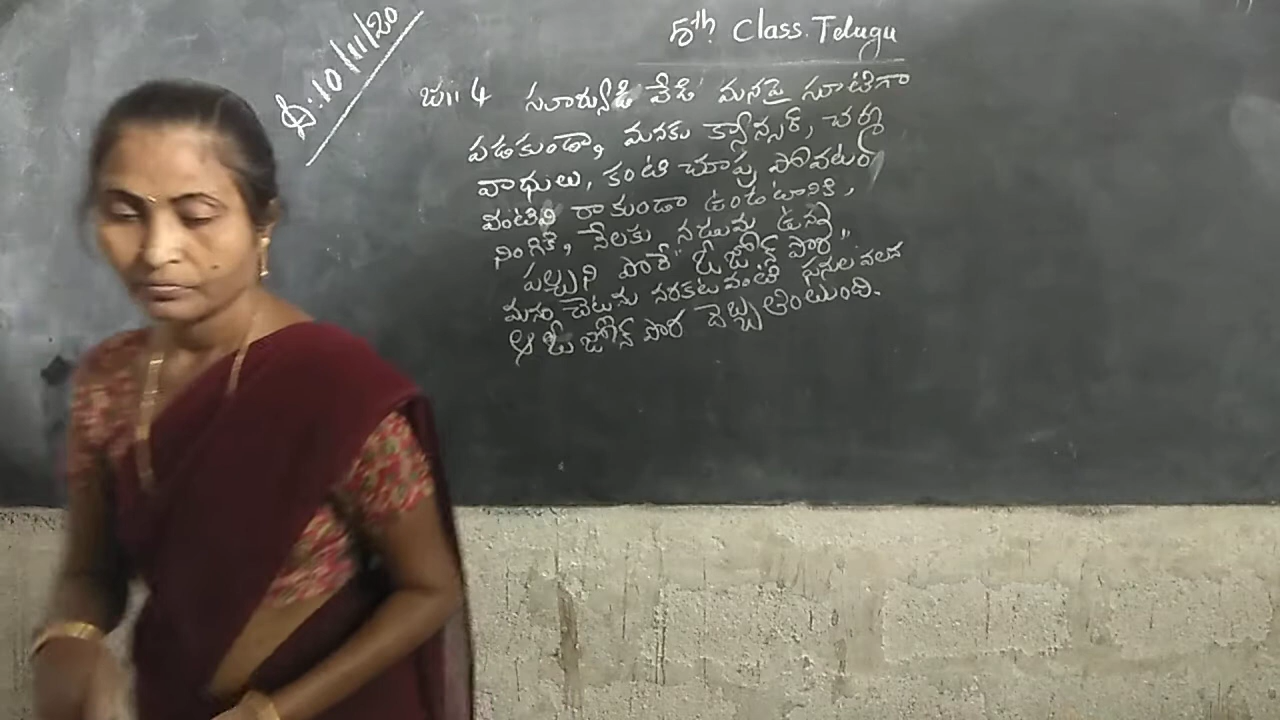 D: 10/11/20
5th Class. Telugu
జ॥ 4 సూర్యుడి వేడి మనపై సూటిగా
పడకుండా, మనకు క్యాన్సర్, చర్మ
వాధులు, కంటి చూపు పోవటం
వంటివి రాకుండా ఉండటానికి,
నింగికీ, నేలకు నడుమ ఉన్న
పల్చని పొరే "ఓజోన్ పొర"
మనం చెట్లను నరకటం వంటి పనుల వలన
ఆ ఓజోన్ పొర దెబ్బతింటుంది.